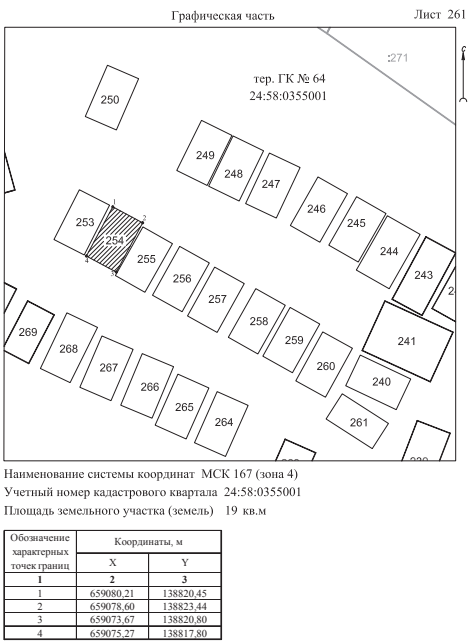 Графическая часть
Лист 261
:271
тер. ГК № 64
24:58:0355001
250
249
248
247
246
245
244
243
253
1
2
254
4
3
255
256
257
258
259
260
241
240
261
269
268
267
266
265
264
Наименование системы координат МСК 167 (зона 4)
Учетный номер кадастрового квартала 24:58:0355001
Площадь земельного участка (земель) 19 кв.м
Обозначение характерных точек границ | Координаты, м
X | Y
1 | 2 | 3
1 | 659080,21 | 138820,45
2 | 659078,60 | 138823,44
3 | 659073,67 | 138820,80
4 | 659075,27 | 138817,80